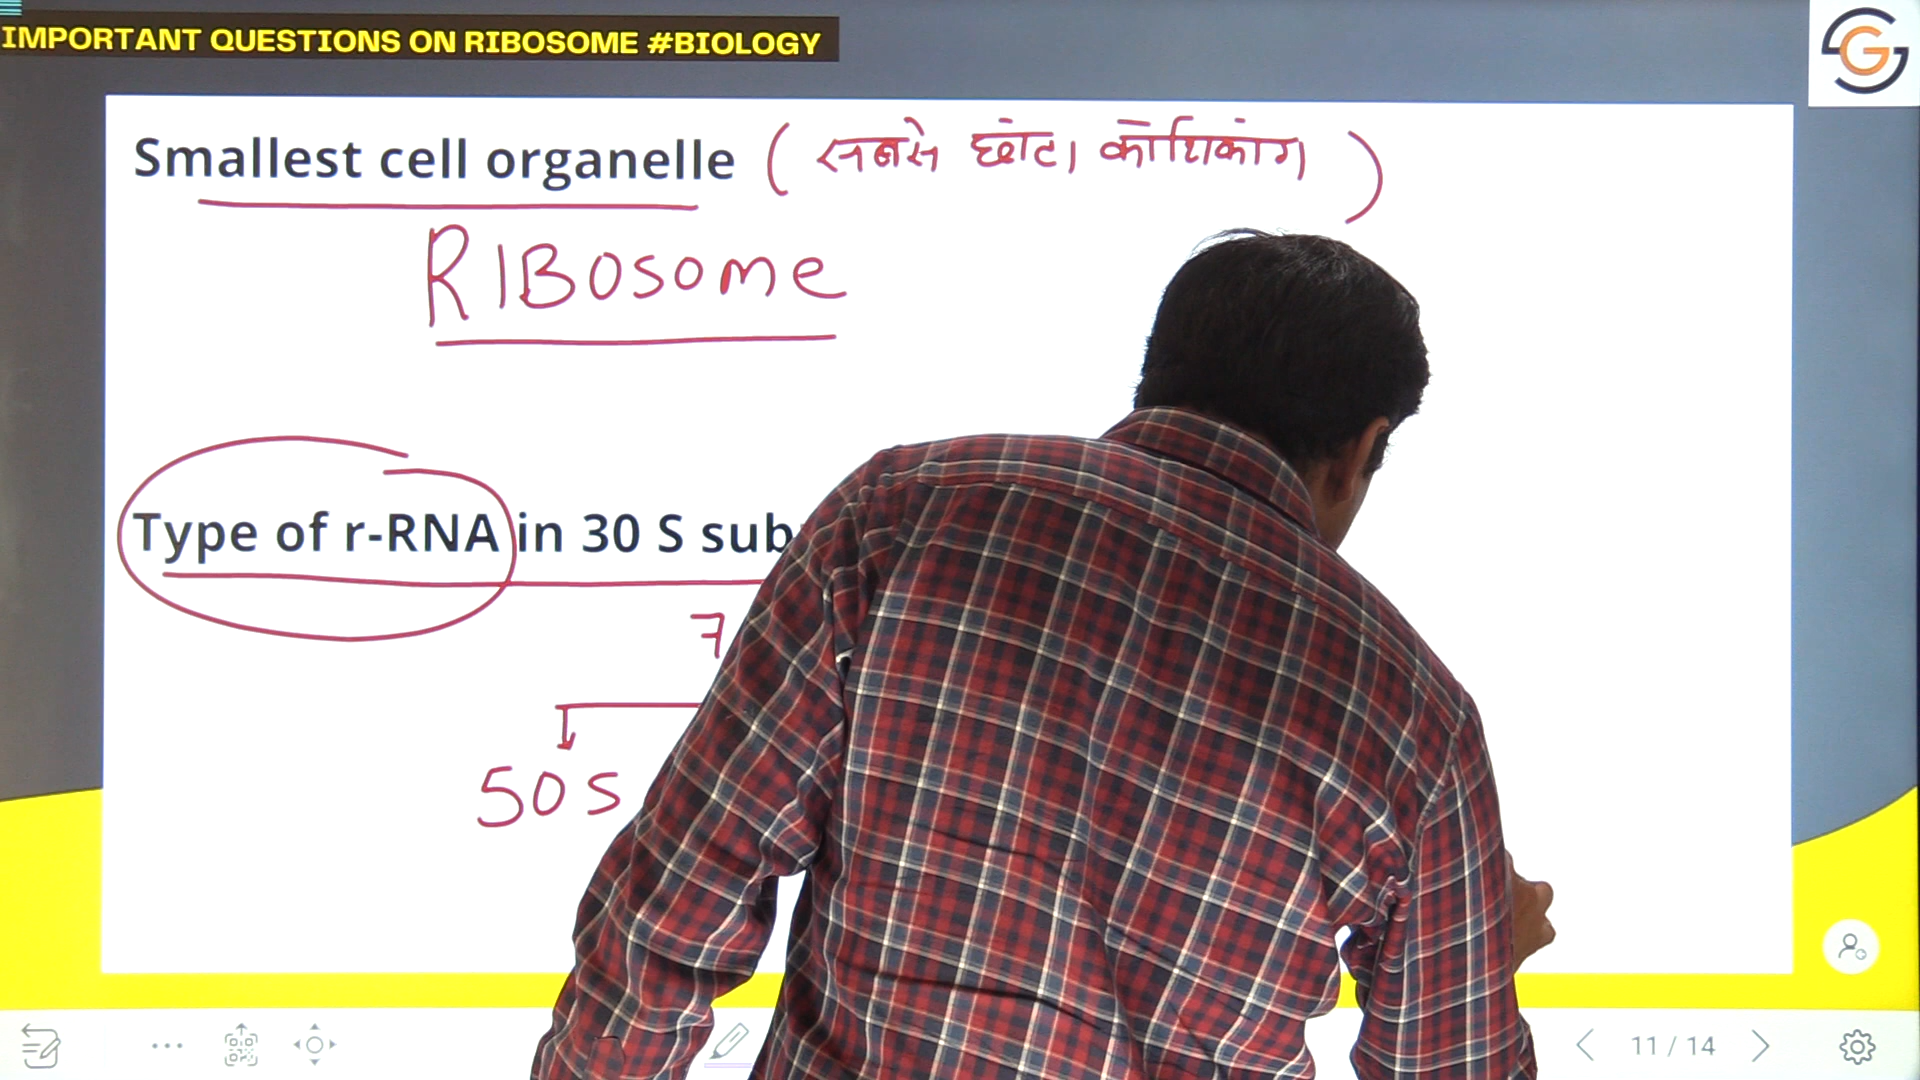 IMPORTANT QUESTIONS ON RIBOSOME #BIOLOGY
Smallest cell organelle ( सबसे छोटा कोशिकांग )
RIBOSOME
Type of r-RNA in 30 S sub
7
50 S
11 / 14